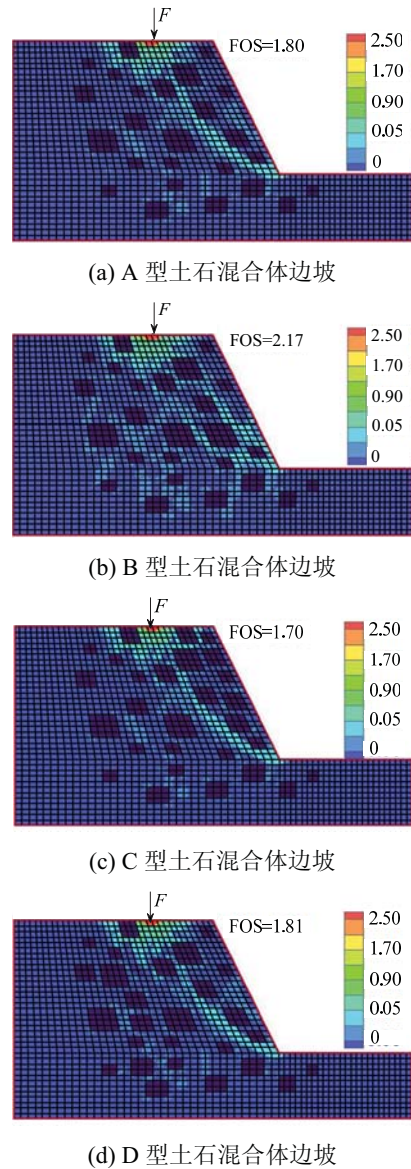 F
FOS=1.80
2.50
1.70
0.90
0.05
0
(a) A 型土石混合体边坡
F
FOS=2.17
2.50
1.70
0.90
0.05
0
(b) B 型土石混合体边坡
F
FOS=1.70
2.50
1.70
0.90
0.05
0
(c) C 型土石混合体边坡
F
FOS=1.81
2.50
1.70
0.90
0.05
0
(d) D 型土石混合体边坡